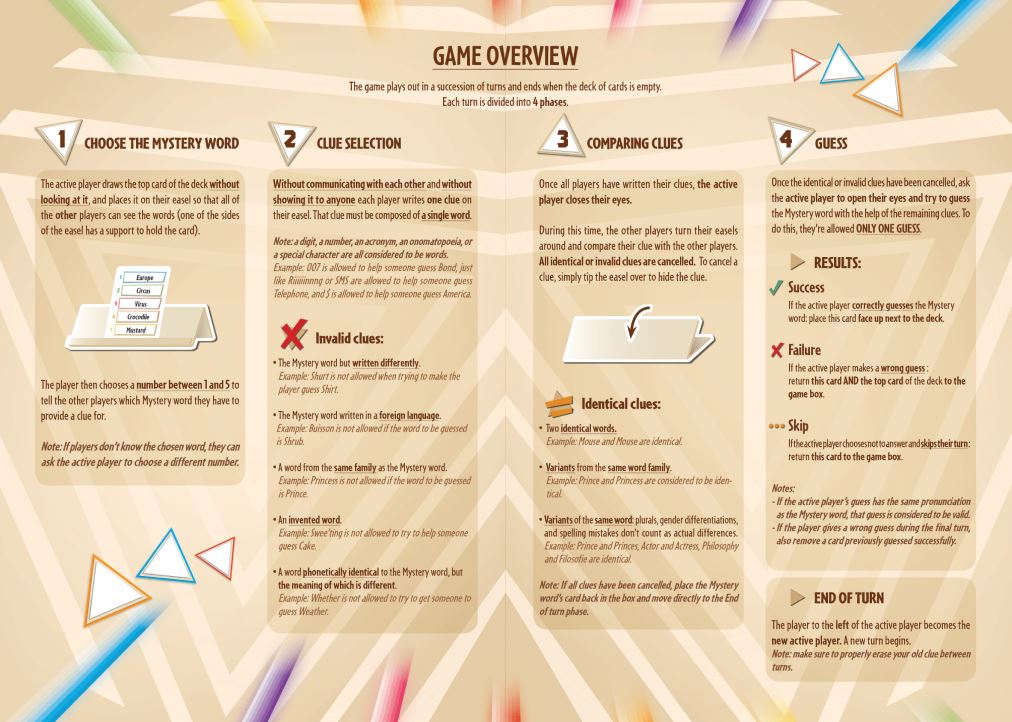 GAME OVERVIEW
The game plays out in a succession of turns and ends when the deck of cards is empty.
Each turn is divided into 4 phases.
1 CHOOSE THE MYSTERY WORD
The active player draws the top card of the deck without
looking at it, and places it on their easel so that all of
the other players can see the words (one of the sides
of the easel has a support to hold the card).
1 Europe
2 Circus
3 Virus
4 Crocodile
5 Mustard
The player then chooses a number between 1 and 5 to
tell the other players which Mystery word they have to
provide a clue for.
Note: If players don't know the chosen word, they can
ask the active player to choose a different number.
2 CLUE SELECTION
Without communicating with each other and without
showing it to anyone each player writes one clue on
their easel. That clue must be composed of a single word.
Note: a digit, a number, an acronym, an onomatopoeia, or
a special character are all considered to be words.
Example: 007 is allowed to help someone guess Bond, just
like Riiiiiinnng or SMS are allowed to help someone guess
Telephone, and $ is allowed to help someone guess America.
Invalid clues:
• The Mystery word but written differently.
Example: Shurt is not allowed when trying to make the
player guess Shirt.
• The Mystery word written in a foreign language.
Example: Buisson is not allowed if the word to be guessed
is Shrub.
• A word from the same family as the Mystery word.
Example: Princess is not allowed if the word to be guessed
is Prince.
• An invented word.
Example: Swee'ting is not allowed to try to help someone
guess Cake.
• A word phonetically identical to the Mystery word, but
the meaning of which is different.
Example: Whether is not allowed to try to get someone to
guess Weather.
3 COMPARING CLUES
Once all players have written their clues, the active
player closes their eyes.
During this time, the other players turn their easels
around and compare their clue with the other players.
All identical or invalid clues are cancelled. To cancel a
clue, simply tip the easel over to hide the clue.
Identical clues:
• Two identical words.
Example: Mouse and Mouse are identical.
• Variants from the same word family.
Example: Prince and Princess are considered to be iden-
tical.
• Variants of the same word: plurals, gender differentiations,
and spelling mistakes don't count as actual differences.
Example: Prince and Princes, Actor and Actress, Philosophy
and Filosofie are identical.
Note: If all clues have been cancelled, place the Mystery
word's card back in the box and move directly to the End
of turn phase.
4 GUESS
Once the identical or invalid clues have been cancelled, ask
the active player to open their eyes and try to guess
the Mystery word with the help of the remaining clues. To
do this, they're allowed ONLY ONE GUESS.
RESULTS:
Success
If the active player correctly guesses the Mystery
word: place this card face up next to the deck.
Failure
If the active player makes a wrong guess :
return this card AND the top card of the deck to the
game box.
Skip
If the active player chooses not to answer and skips their turn:
return this card to the game box.
Notes:
- If the active player's guess has the same pronunciation
as the Mystery word, that guess is considered to be valid.
- If the player gives a wrong guess during the final turn,
also remove a card previously guessed successfully.
END OF TURN
The player to the left of the active player becomes the
new active player. A new turn begins.
Note: make sure to properly erase your old clue between
turns.